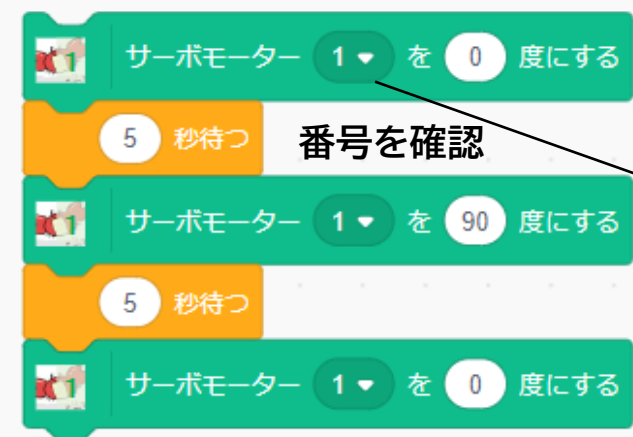 サーボモーター 1 を 0 度にする
5 秒待つ
番号を確認
サーボモーター 1 を 90 度にする
5 秒待つ
サーボモーター 1 を 0 度にする